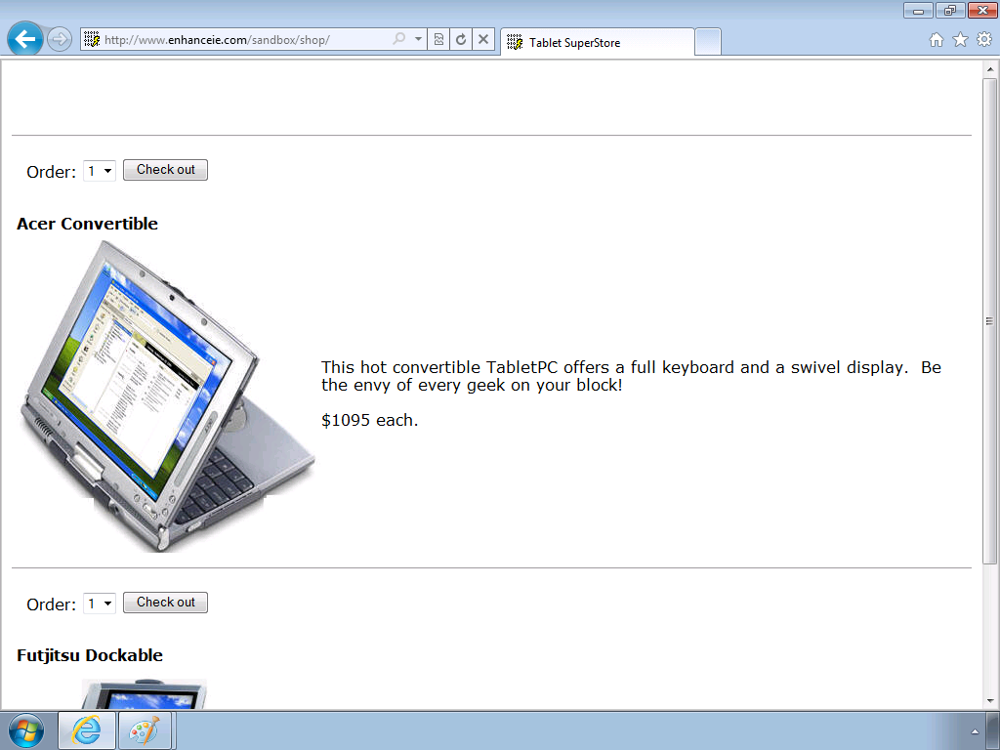 http://www.enhanceie.com/sandbox/shop/
Tablet SuperStore
Order: 1 Check out
Acer Convertible
This hot convertible TabletPC offers a full keyboard and a swivel display.  Be
the envy of every geek on your block!
$1095 each.
Order: 1 Check out
Futjitsu Dockable